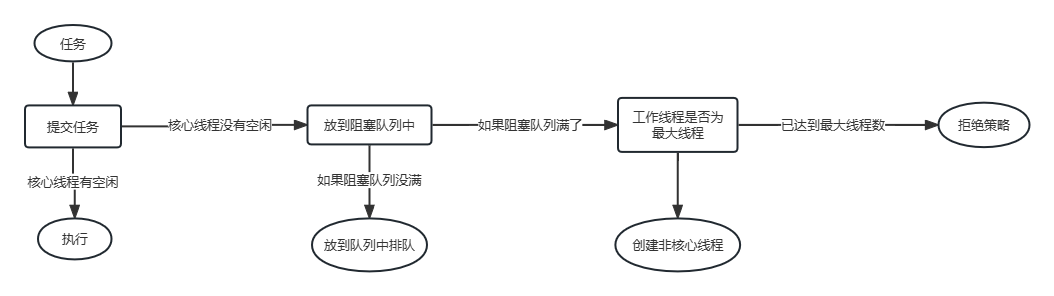 任务
提交任务
核心线程没有空闲
放到阻塞队列中
如果阻塞队列满了
工作线程是否为
最大线程
已达到最大线程数
拒绝策略
核心线程有空闲
如果阻塞队列没满
执行
放到队列中排队
创建非核心线程